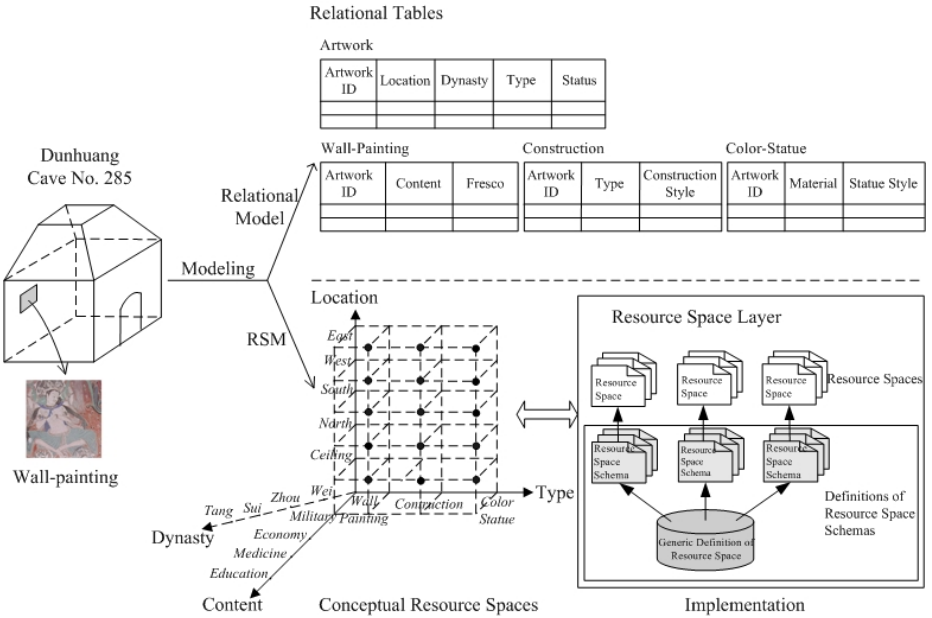 Relational Tables
Artwork
Artwork ID
Location
Dynasty
Type
Status
Dunhuang
Cave No. 285
Wall-Painting
Artwork ID
Content
Fresco
Construction
Artwork ID
Type
Construction Style
Color-Statue
Artwork ID
Material
Statue Style
Relational
Model
Modeling
RSM
Wall-painting
Location
East
West
South
North
Ceiling
Type
Wall
Painting
Contruction
Color
Statue
Dynasty
Tang
Sui
Zhou
Wei
Content
Military
Economy
Medicine
Education
Conceptual Resource Spaces
Resource Space Layer
Resource
Space
Resource
Space
Resource
Space
Resource Spaces
Resource
Space
Schema
Resource
Space
Schema
Resource
Space
Schema
Generic Definition of
Resource Space
Definitions of
Resource Space
Schemas
Implementation